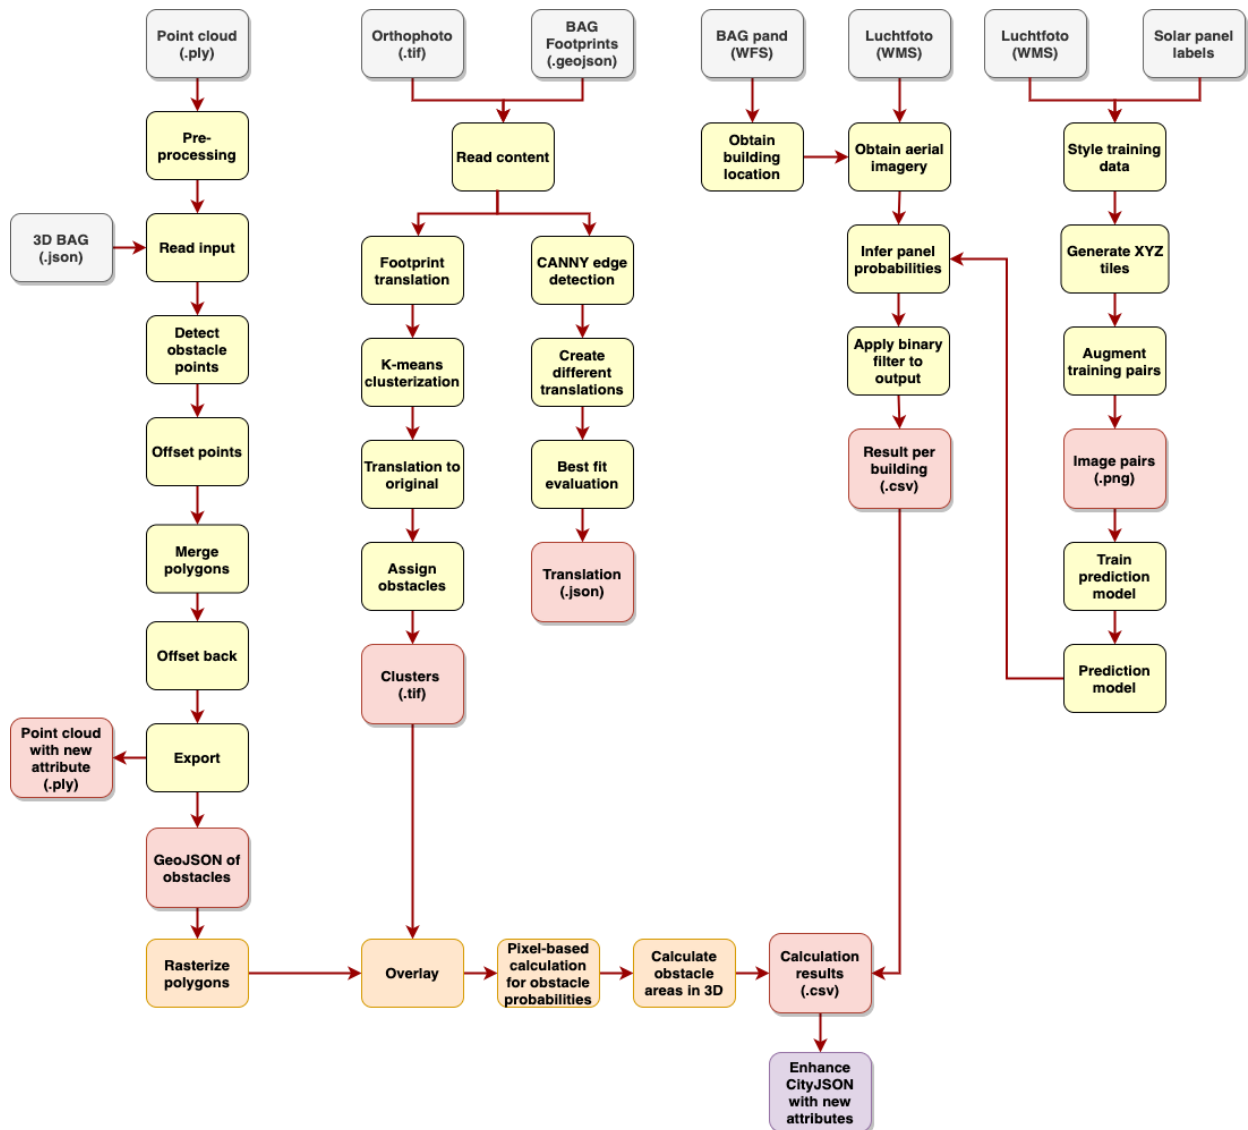 Point cloud
(.ply)
Orthophoto
(.tif)
BAG
Footprints
(.geojson)
BAG pand
(WFS)
Luchtfoto
(WMS)
Luchtfoto
(WMS)
Solar panel
labels
Pre-
processing
Read content
Obtain
building
location
Obtain aerial
imagery
Style training
data
3D BAG
(.json)
Read input
Footprint
translation
CANNY edge
detection
Infer panel
probabilities
Generate XYZ
tiles
Detect
obstacle
points
K-means
clusterization
Create
different
translations
Apply binary
filter to
output
Augment
training pairs
Offset points
Translation to
original
Best fit
evaluation
Result per
building
(.csv)
Image pairs
(.png)
Merge
polygons
Assign
obstacles
Translation
(.json)
Train
prediction
model
Offset back
Clusters
(.tif)
Prediction
model
Point cloud
with new
attribute
(.ply)
Export
GeoJSON of
obstacles
Rasterize
polygons
Overlay
Pixel-based
calculation
for obstacle
probabilities
Calculate
obstacle
areas in 3D
Calculation
results
(.csv)
Enhance
CityJSON
with new
attributes